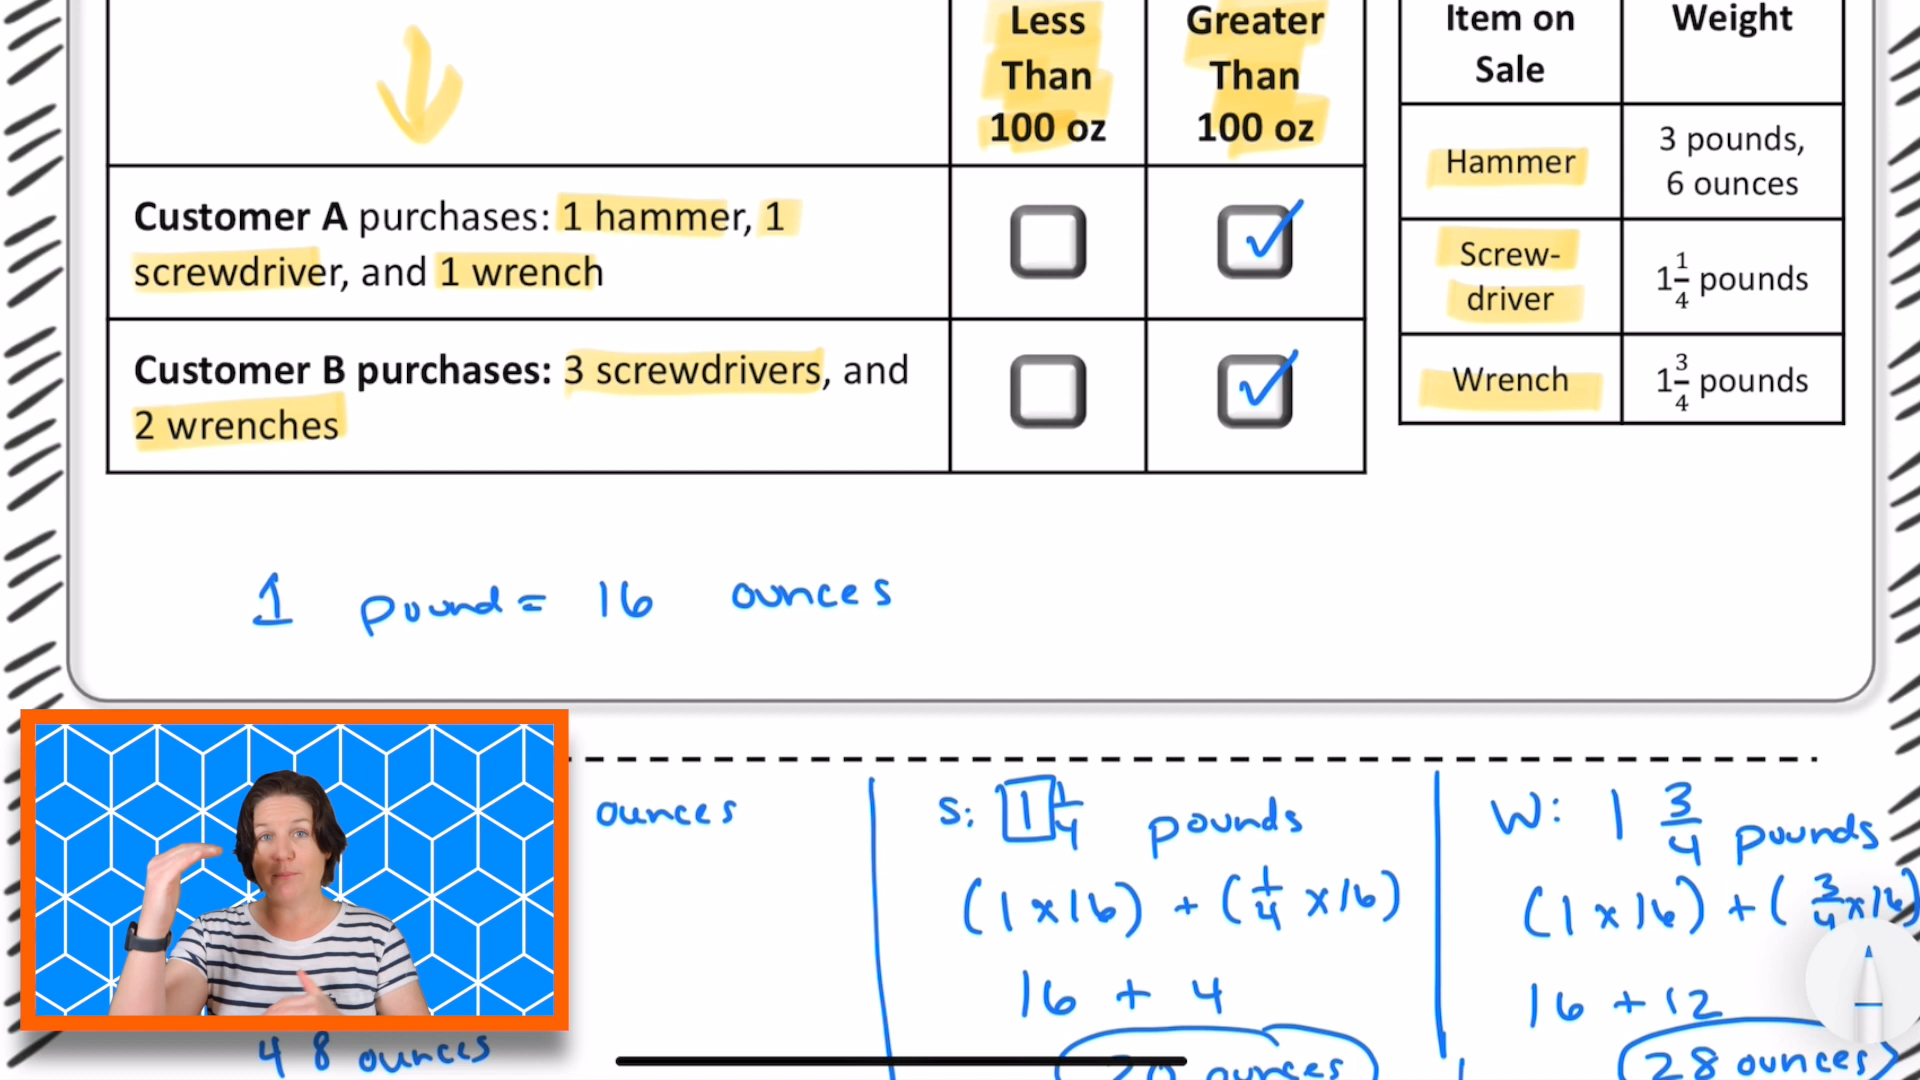 Less Than 100 oz
Greater Than 100 oz
Customer A purchases: 1 hammer, 1
screwdriver, and 1 wrench
Customer B purchases: 3 screwdrivers, and
2 wrenches
Item on Sale
Weight
Hammer
3 pounds,
6 ounces
Screw-
driver
1 1/4 pounds
Wrench
1 3/4 pounds
1 pound = 16 ounces
ounces
48 ounces
S: 1 1/4 pounds
(1 x 16) + (1/4 x 16)
16 + 4
20 ounces
W: 1 3/4 pounds
(1 x 16) + (3/4 x 16)
16 + 12
28 ounces